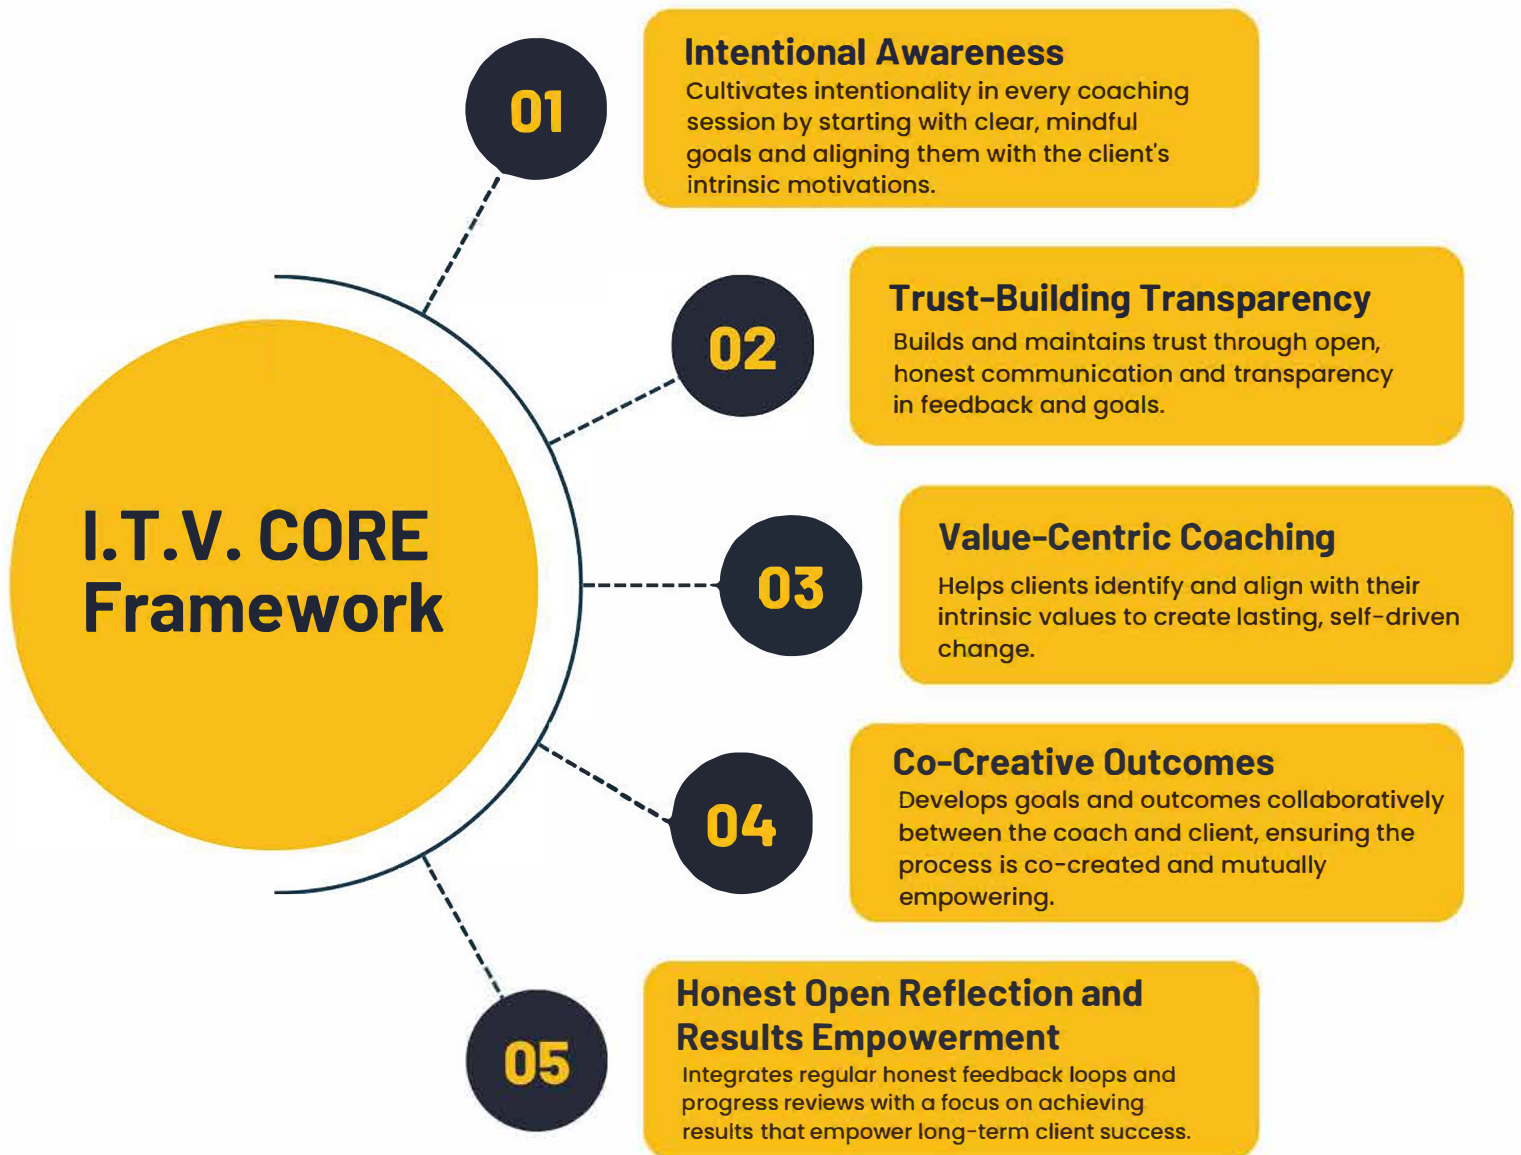 I.T.V. CORE
Framework
01
Intentional Awareness
Cultivates intentionality in every coaching
session by starting with clear, mindful
goals and aligning them with the client's
intrinsic motivations.
02
Trust-Building Transparency
Builds and maintains trust through open,
honest communication and transparency
in feedback and goals.
03
Value-Centric Coaching
Helps clients identify and align with their
intrinsic values to create lasting, self-driven
change.
04
Co-Creative Outcomes
Develops goals and outcomes collaboratively
between the coach and client, ensuring the
process is co-created and mutually
empowering.
05
Honest Open Reflection and
Results Empowerment
Integrates regular honest feedback loops and
progress reviews with a focus on achieving
results that empower long-term client success.